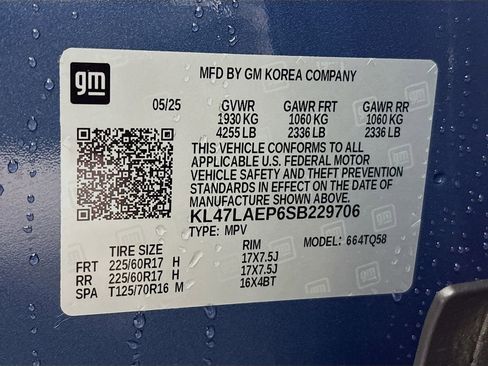 gm
MFD BY GM KOREA COMPANY
05/25 GVWR GAWR FRT GAWR RR
1930 KG 1060 KG 1060 KG
4255 LB 2336 LB 2336 LB
THIS VEHICLE CONFORMS TO ALL
APPLICABLE U.S. FEDERAL MOTOR
VEHICLE SAFETY AND THEFT PREVENTION
STANDARDS IN EFFECT ON THE DATE OF
MANUFACTURE SHOWN ABOVE.
KL47LAEP6SB229706
TYPE: MPV MODEL: 664TQ58
TIRE SIZE RIM
FRT 225/60R17 H 17X7.5J
RR 225/60R17 H 17X7.5J
SPA T125/70R16 M 16X4BT